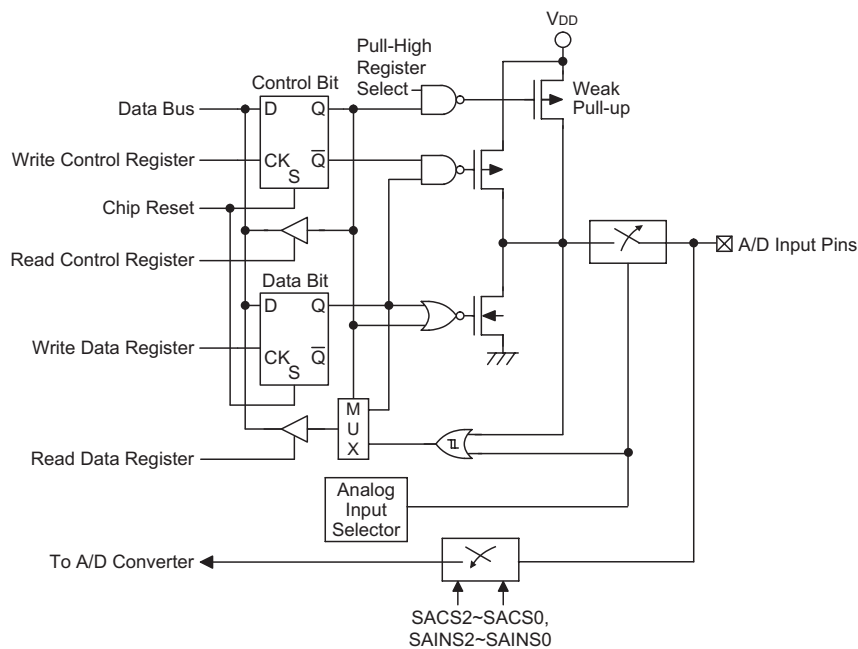 VDD
Pull-High
Register
Select
Weak
Pull-up
Control Bit
Data Bus
D
Q
Write Control Register
CK
Q̅
S
Chip Reset
Read Control Register
A/D Input Pins
Data Bit
D
Q
Write Data Register
CK
Q̅
S
M
U
X
Read Data Register
Analog
Input
Selector
To A/D Converter
SACS2~SACS0,
SAINS2~SAINS0